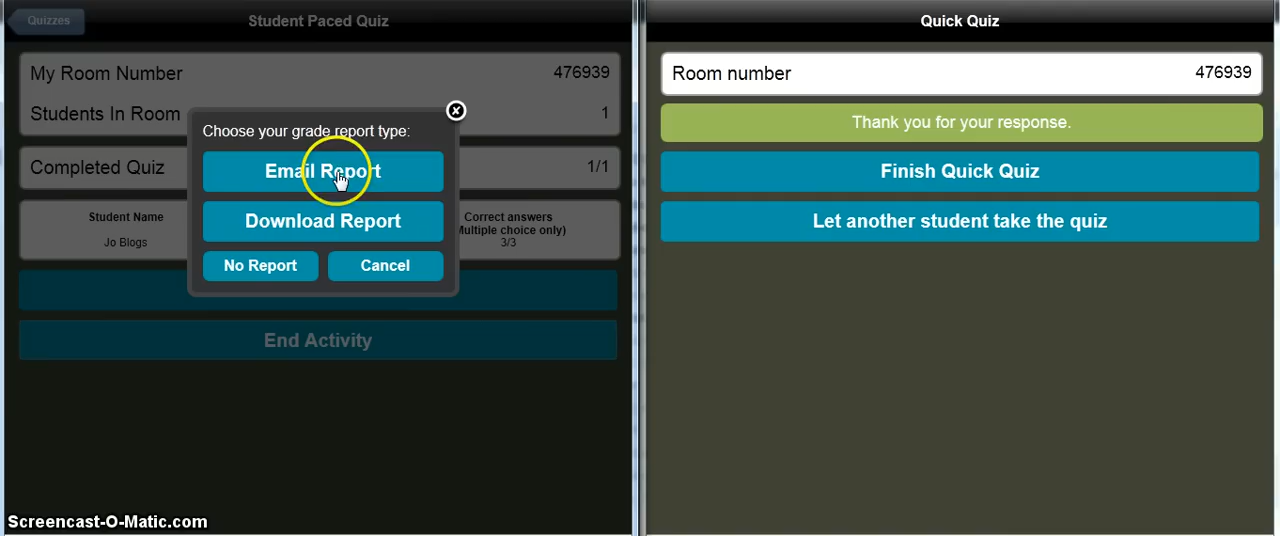 Quizzes
Student Paced Quiz
My Room Number 476939
Students In Room 1
Completed Quiz 1/1
Student Name
Jo Blogs
Correct answers
Multiple choice only)
3/3
End Activity
Choose your grade report type:
x
Email Report
Download Report
No Report
Cancel
Screencast-O-Matic.com
Quick Quiz
Room number 476939
Thank you for your response.
Finish Quick Quiz
Let another student take the quiz